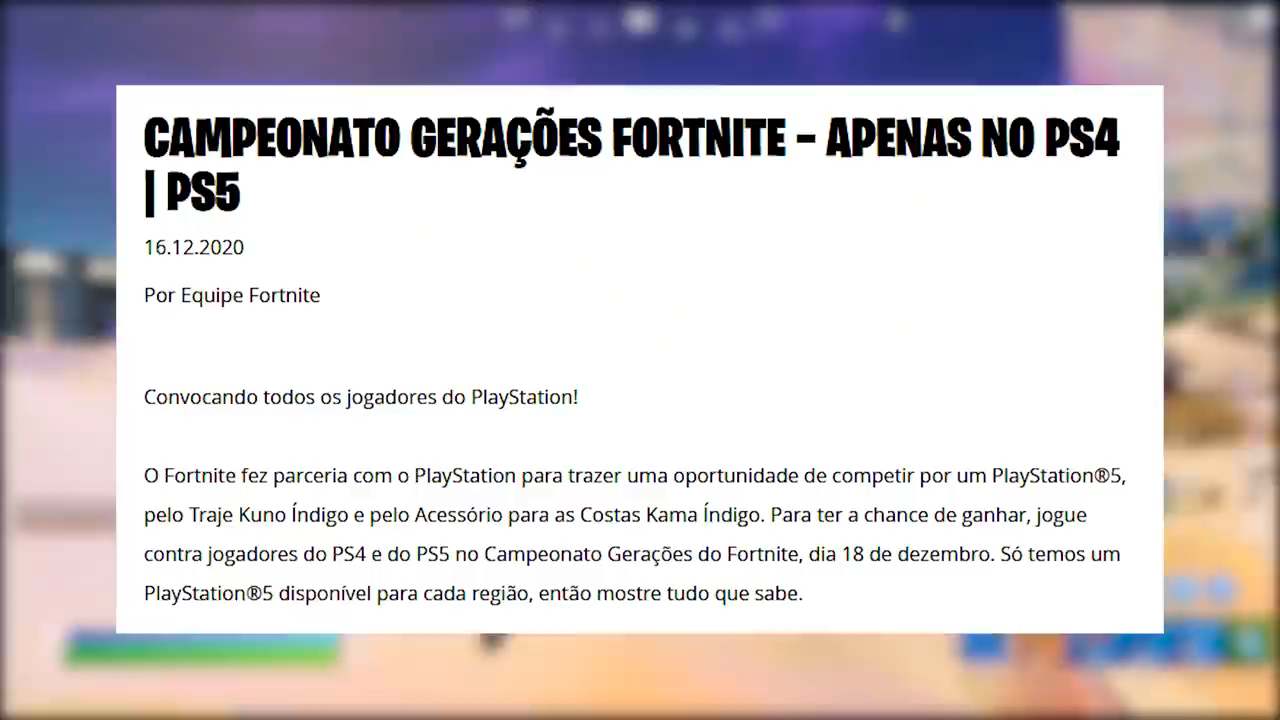 CAMPEONATO GERAÇÕES FORTNITE – APENAS NO PS4
| PS5
16.12.2020
Por Equipe Fortnite
Convocando todos os jogadores do PlayStation!
O Fortnite fez parceria com o PlayStation para trazer uma oportunidade de competir por um PlayStation®5,
pelo Traje Kuno Índigo e pelo Acessório para as Costas Kama Índigo. Para ter a chance de ganhar, jogue
contra jogadores do PS4 e do PS5 no Campeonato Gerações do Fortnite, dia 18 de dezembro. Só temos um
PlayStation®5 disponível para cada região, então mostre tudo que sabe.